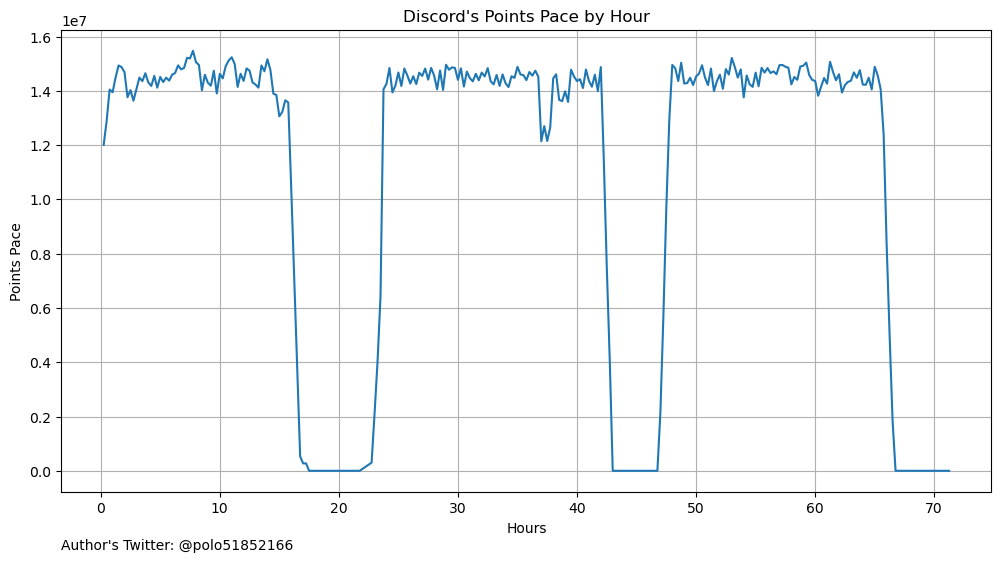 Discord's Points Pace by Hour
1e7
1.6
1.4
1.2
1.0
0.8
0.6
0.4
0.2
0.0
Points Pace
0 10 20 30 40 50 60 70
Hours
Author's Twitter: @polo51852166